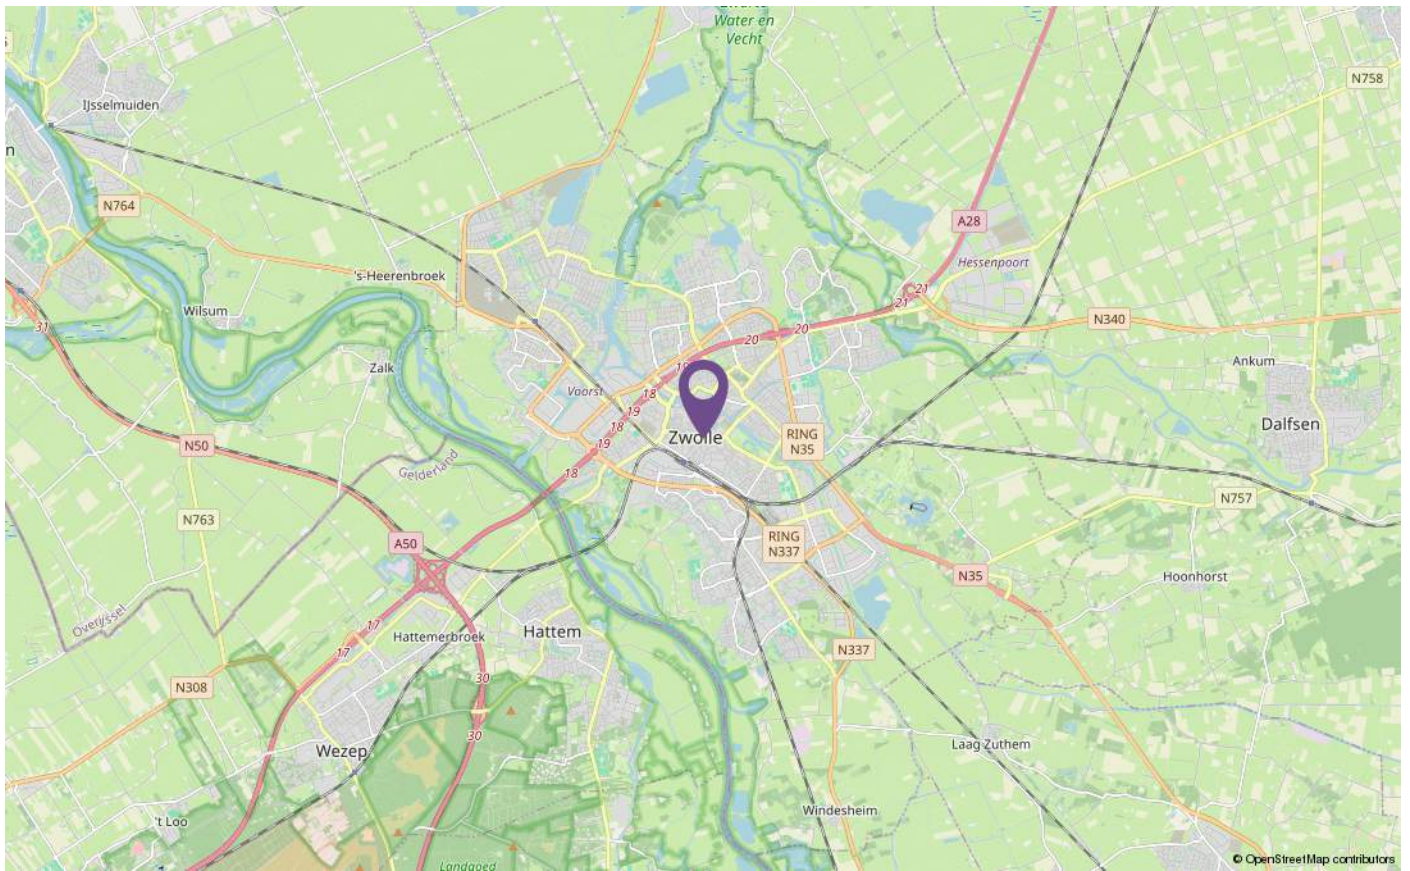 Water en
Vecht
N758
IJsselmuiden
n
N764
A28
Hessenpoort
's-Heerenbroek
21
21
Wilsum
31
N340
20
20
Ankum
Zalk
Voorst
18
19
18
19
Dalfsen
Zwolle
RING
N35
N50
Gelderland
18
N757
N763
A50
RING
N337
N35
Hoonhorst
Overijssel
17
17
Hattemerbroek
Hattem
N337
30
N308
30
Wezep
Laag Zuthem
't Loo
Windesheim
Landgoed
© OpenStreetMap contributors